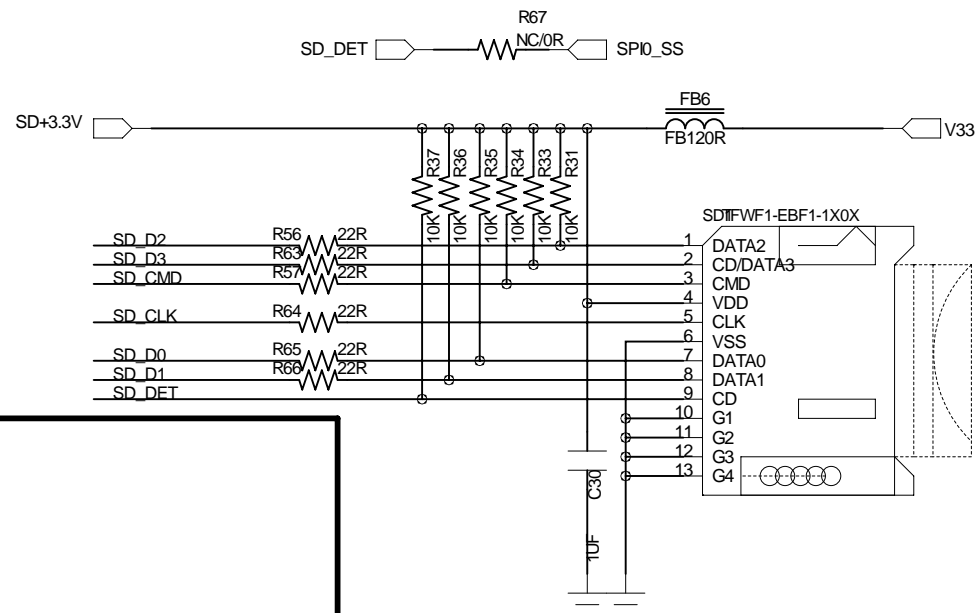 R67
SD_DET NC/0R SPI0_SS
FB6
SD+3.3V V33
FB120R
R37 R36 R35 R34 R33 R31
10K 10K 10K 10K 10K 10K
SD1 TFWF1-EBF1-1X0X
SD_D2 R56 22R 1 DATA2
SD_D3 R63 22R 2 CD/DATA3
SD_CMD R57 22R 3 CMD
4 VDD
SD_CLK R64 22R 5 CLK
6 VSS
SD_D0 R65 22R 7 DATA0
SD_D1 R66 22R 8 DATA1
SD_DET 9 CD
10 G1
11 G2
12 G3
13 G4
C30
1UF